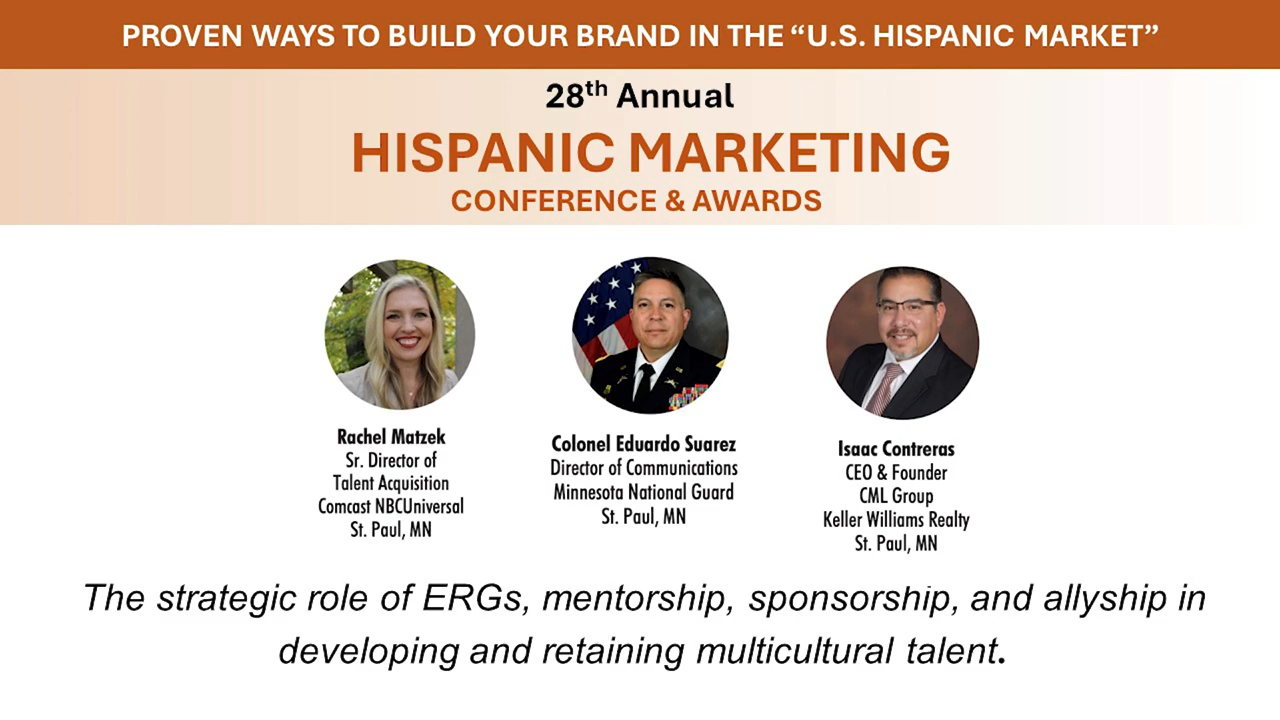 PROVEN WAYS TO BUILD YOUR BRAND IN THE “U.S. HISPANIC MARKET”
28th Annual
HISPANIC MARKETING
CONFERENCE & AWARDS
Rachel Matzek
Sr. Director of
Talent Acquisition
Comcast NBCUniversal
St. Paul, MN
Colonel Eduardo Suarez
Director of Communications
Minnesota National Guard
St. Paul, MN
Isaac Contreras
CEO & Founder
CML Group
Keller Williams Realty
St. Paul, MN
The strategic role of ERGs, mentorship, sponsorship, and allyship in
developing and retaining multicultural talent.